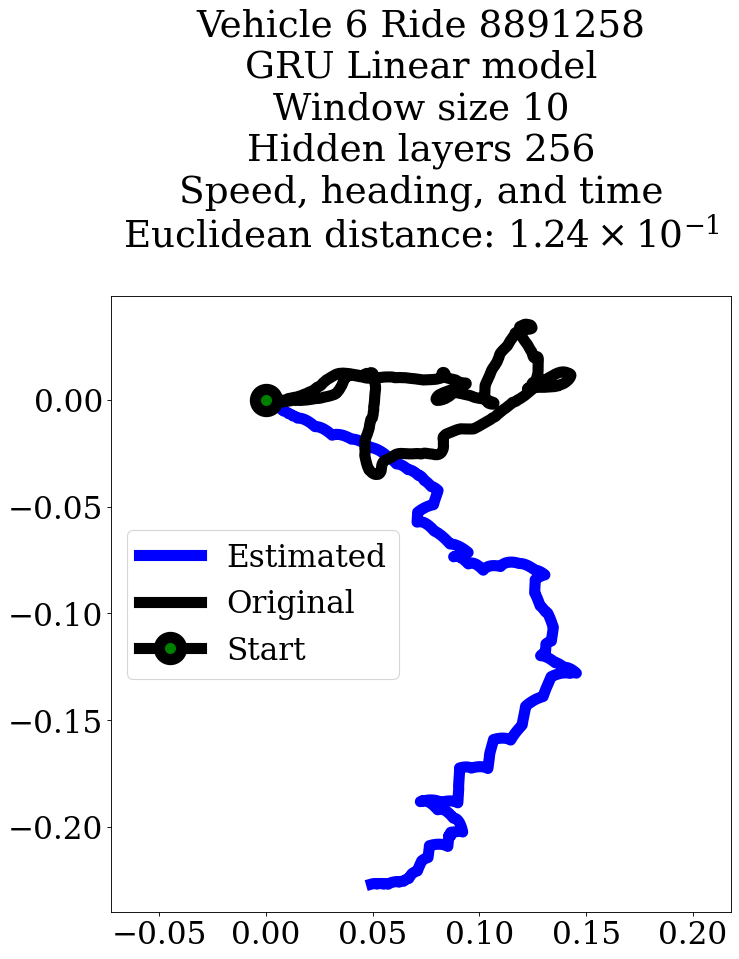 Vehicle 6 Ride 8891258
GRU Linear model
Window size 10
Hidden layers 256
Speed, heading, and time
Euclidean distance: 1.24 × 10⁻¹
0.00
−0.05
−0.10
−0.15
−0.20
Estimated
Original
Start
−0.05 0.00 0.05 0.10 0.15 0.20